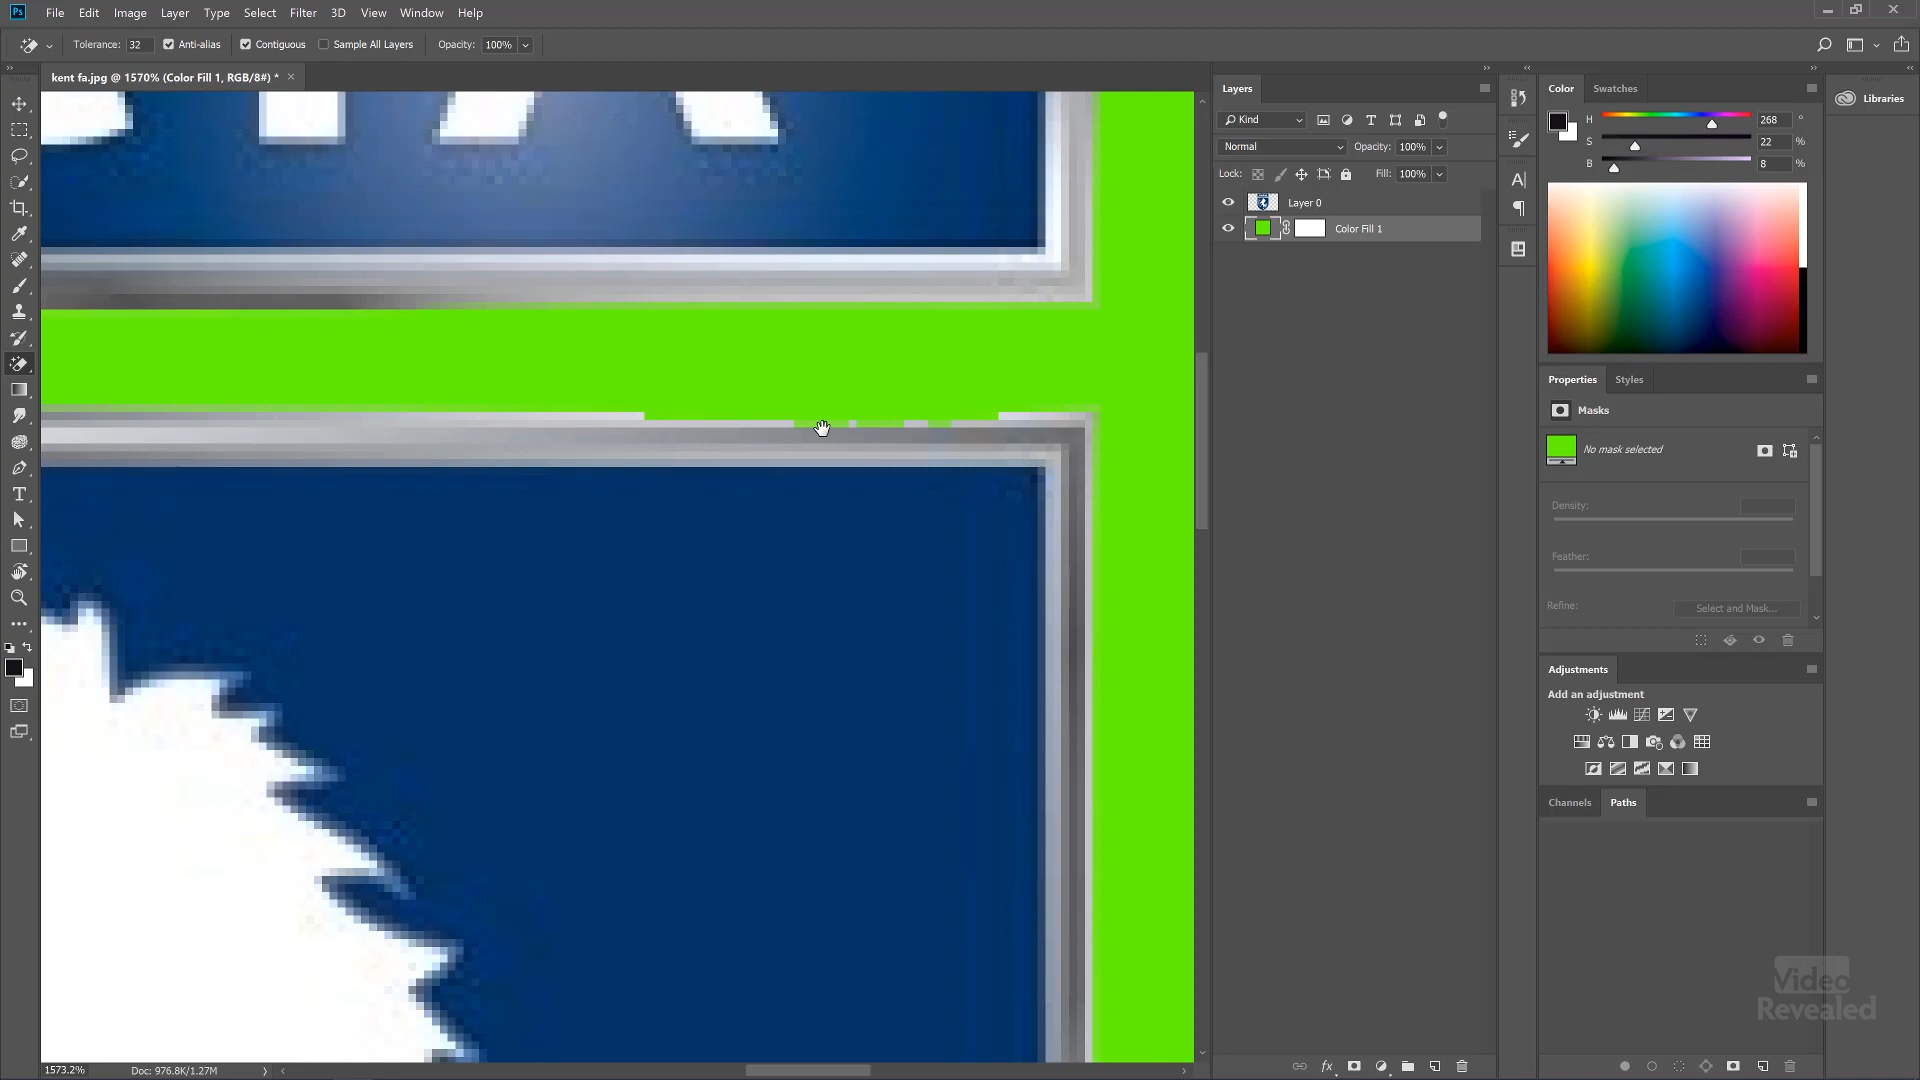 Ps File Edit Image Layer Type Select Filter 3D View Window Help
Tolerance: 32 Anti-alias Contiguous Sample All Layers Opacity: 100%
kent fa.jpg @ 1570% (Color Fill 1, RGB/8#) *
Layers
Kind
Normal Opacity: 100%
Lock: Fill: 100%
Layer 0
Color Fill 1
Color Swatches
H 268 °
S 22 %
B 8 %
Libraries
Properties Styles
Masks
No mask selected
Density:
Feather:
Refine: Select and Mask...
Adjustments
Add an adjustment
Channels Paths
Video
Revealed
1573.2% Doc: 976.8K/1.27M
fx